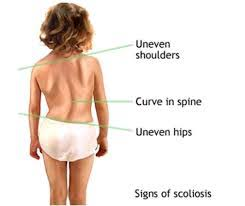 Uneven
shoulders
Curve in spine
Uneven hips
Signs of scoliosis